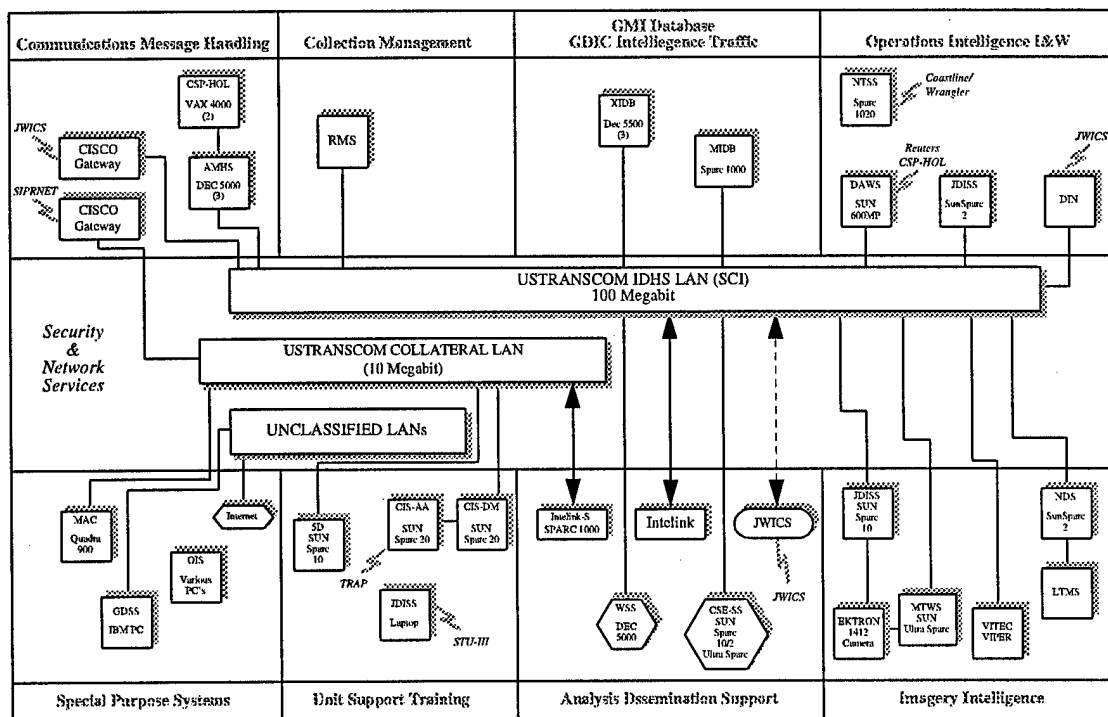 Communications Message Handling
Collection Management
GMI Database
GDIC Intelliegence Traffic
Operations Intelligence I&W
CSP-HOL
VAX 4000
(2)
JWICS
CISCO
Gateway
AMHS
DEC 5000
(3)
SIPRNET
CISCO
Gateway
RMS
XIDB
Dec 5500
(3)
MIDB
Sparc 1000
NTSS
Sparc
1020
Coastline/
Wrangler
Reuters
CSP-HOL
JWICS
DAWS
SUN
600MP
JDISS
SunSparc
2
DIN
USTRANSCOM IDHS LAN (SCI)
100 Megabit
Security
&
Network
Services
USTRANSCOM COLLATERAL LAN
(10 Megabit)
UNCLASSIFIED LANs
MAC
Quadra
900
Internet
OIS
Various
PC's
GDSS
IBM PC
5D
SUN
Sparc
10
CIS-AA
SUN
Sparc 20
CIS-DM
SUN
Sparc 20
TRAP
JDISS
Laptop
STU-III
Intelink-S
SPARC 1000
Intelink
JWICS
JWICS
WSS
DEC
5000
CSE-SS
SUN
Sparc
10/2
Ultra Sparc
JDISS
SUN
Sparc
10
NDS
SunSparc
2
LTMS
EKTRON
1412
Camera
MTWS
SUN
Ultra Sparc
VITEC
VIPER
Special Purpose Systems
Unit Support Training
Analysis Dissemination Support
Imagery Intelligence